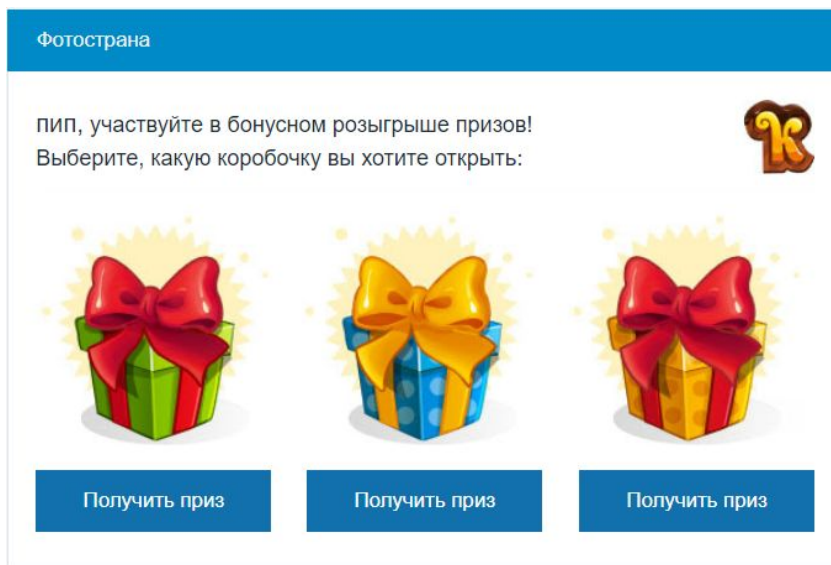 Фотострана
пип, участвуйте в бонусном розыгрыше призов!
Выберите, какую коробочку вы хотите открыть:
К
Получить приз
Получить приз
Получить приз